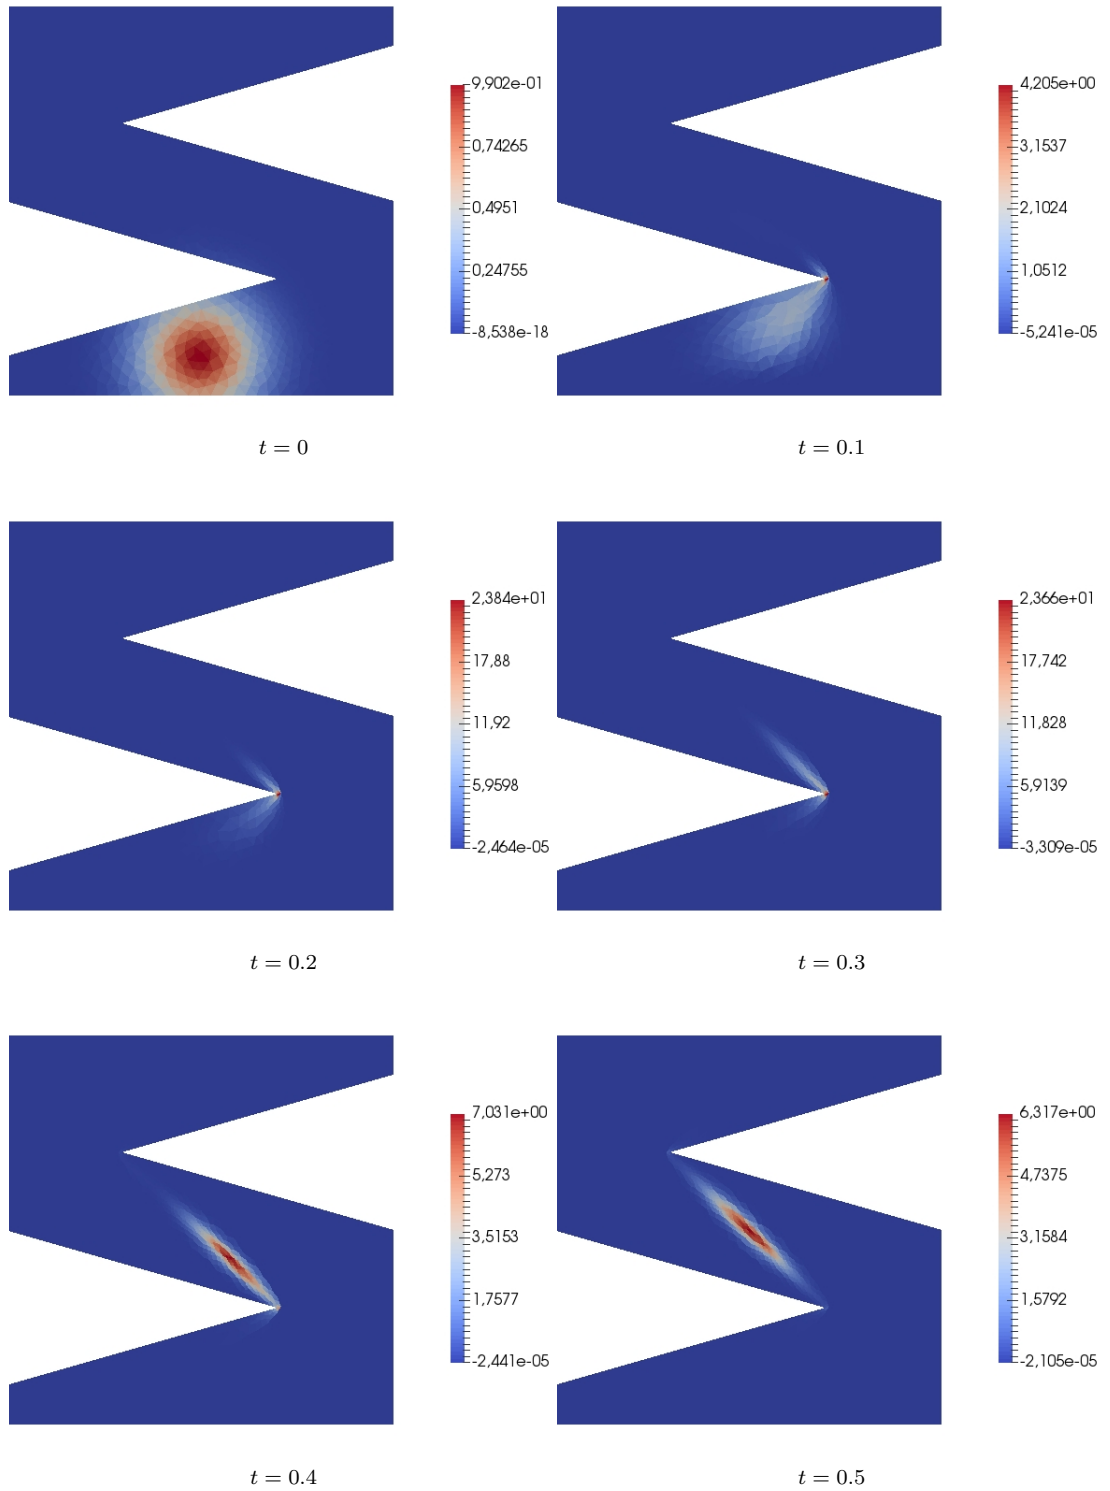 9,902e-01
0,74265
0,4951
0,24755
-8,538e-18
4,205e+00
3,1537
2,1024
1,0512
-5,241e-05
t = 0
t = 0.1
2,384e+01
17,88
11,92
5,9598
-2,464e-05
2,366e+01
17,742
11,828
5,9139
-3,309e-05
t = 0.2
t = 0.3
7,031e+00
5,273
3,5153
1,7577
-2,441e-05
6,317e+00
4,7375
3,1584
1,5792
-2,105e-05
t = 0.4
t = 0.5